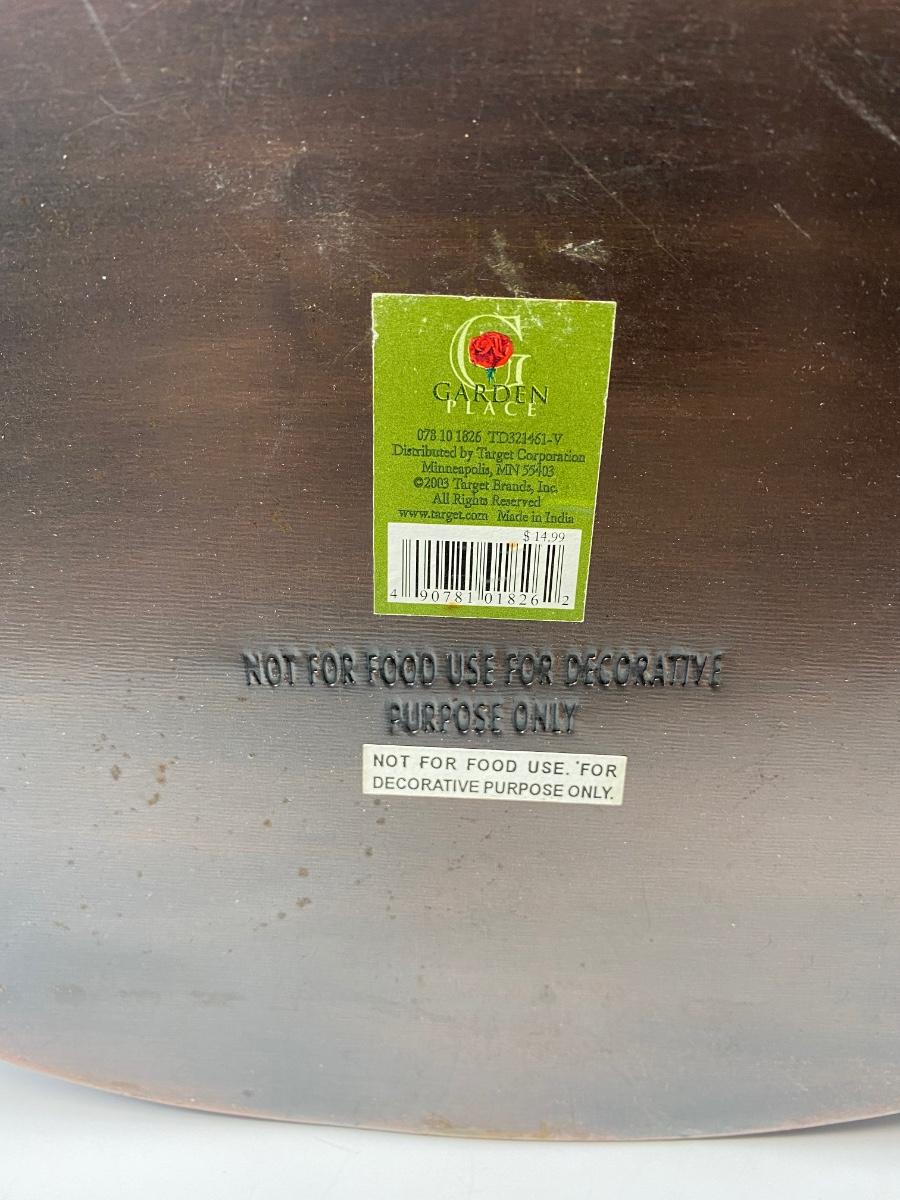 G
GARDEN
PLACE
078 10 1826 TD321461-V
Distributed by Target Corporation
Minneapolis, MN 55403
©2003 Target Brands, Inc.
All Rights Reserved
www.target.com Made in India
$ 14.99
4 90781 01826 2
NOT FOR FOOD USE FOR DECORATIVE
PURPOSE ONLY
NOT FOR FOOD USE. FOR
DECORATIVE PURPOSE ONLY.